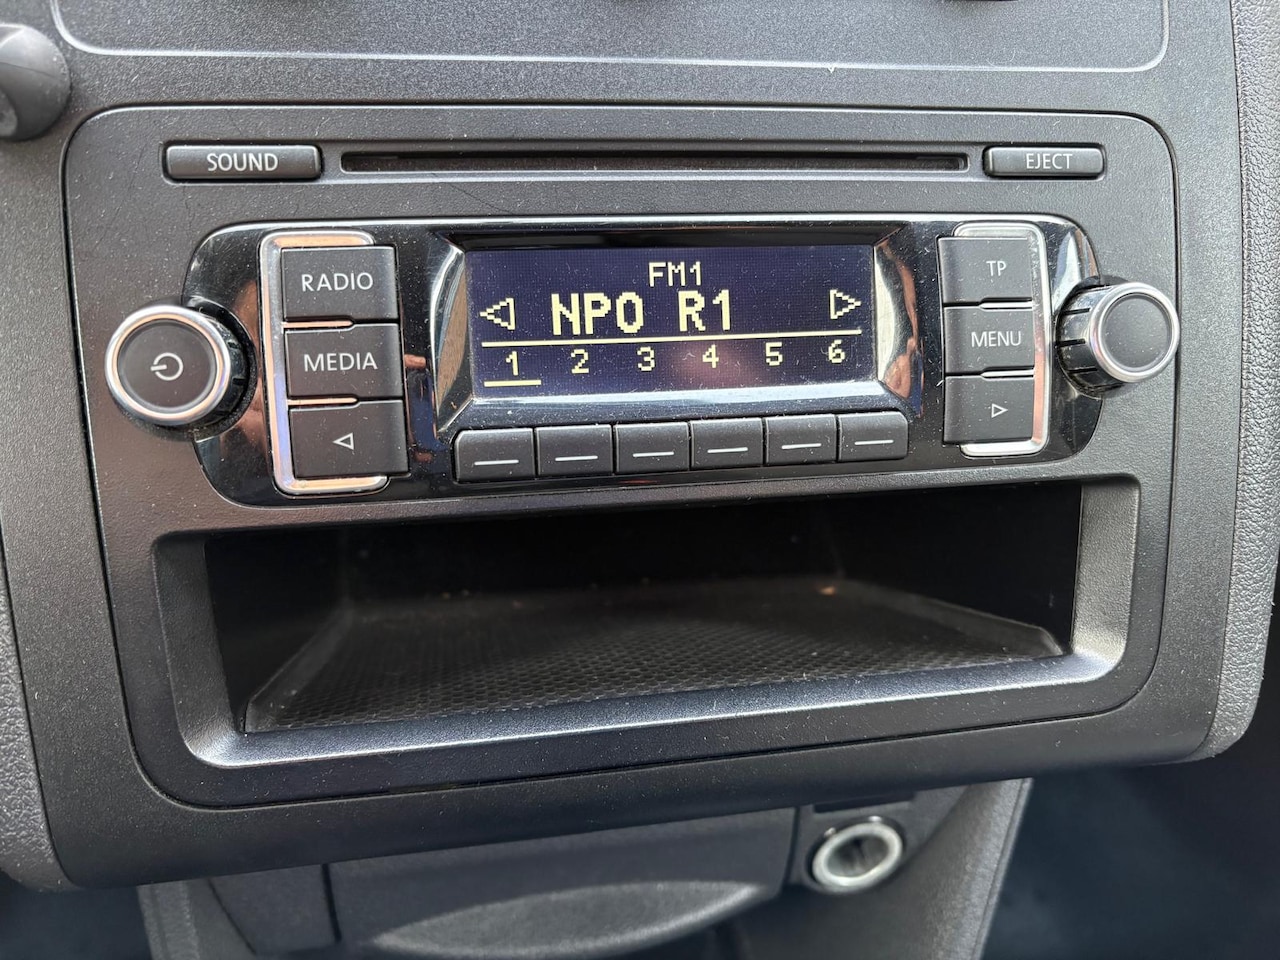 SOUND
EJECT
RADIO
MEDIA
FM1
NPO R1
1 2 3 4 5 6
TP
MENU